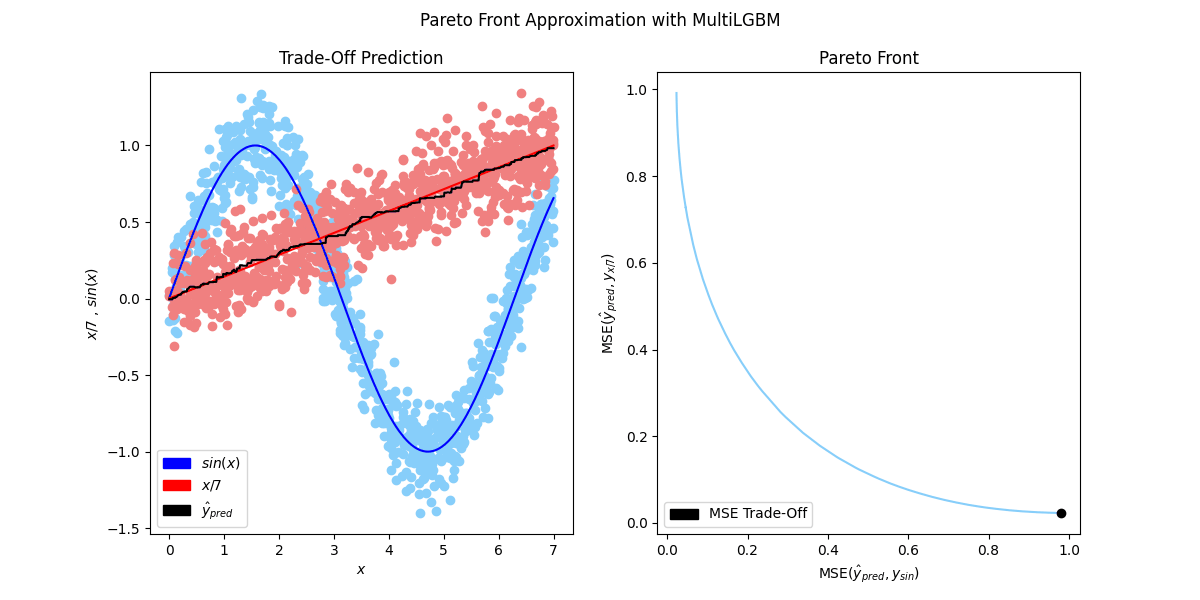 Pareto Front Approximation with MultiLGBM
Trade-Off Prediction
1.0
0.5
0.0
−0.5
−1.0
−1.5
x/7 , sin(x)
sin(x)
x/7
ŷ_pred
0 1 2 3 4 5 6 7
x
Pareto Front
1.0
0.8
0.6
0.4
0.2
0.0
MSE(ŷ_pred, y_x/7)
MSE Trade-Off
0.0 0.2 0.4 0.6 0.8 1.0
MSE(ŷ_pred, y_sin)